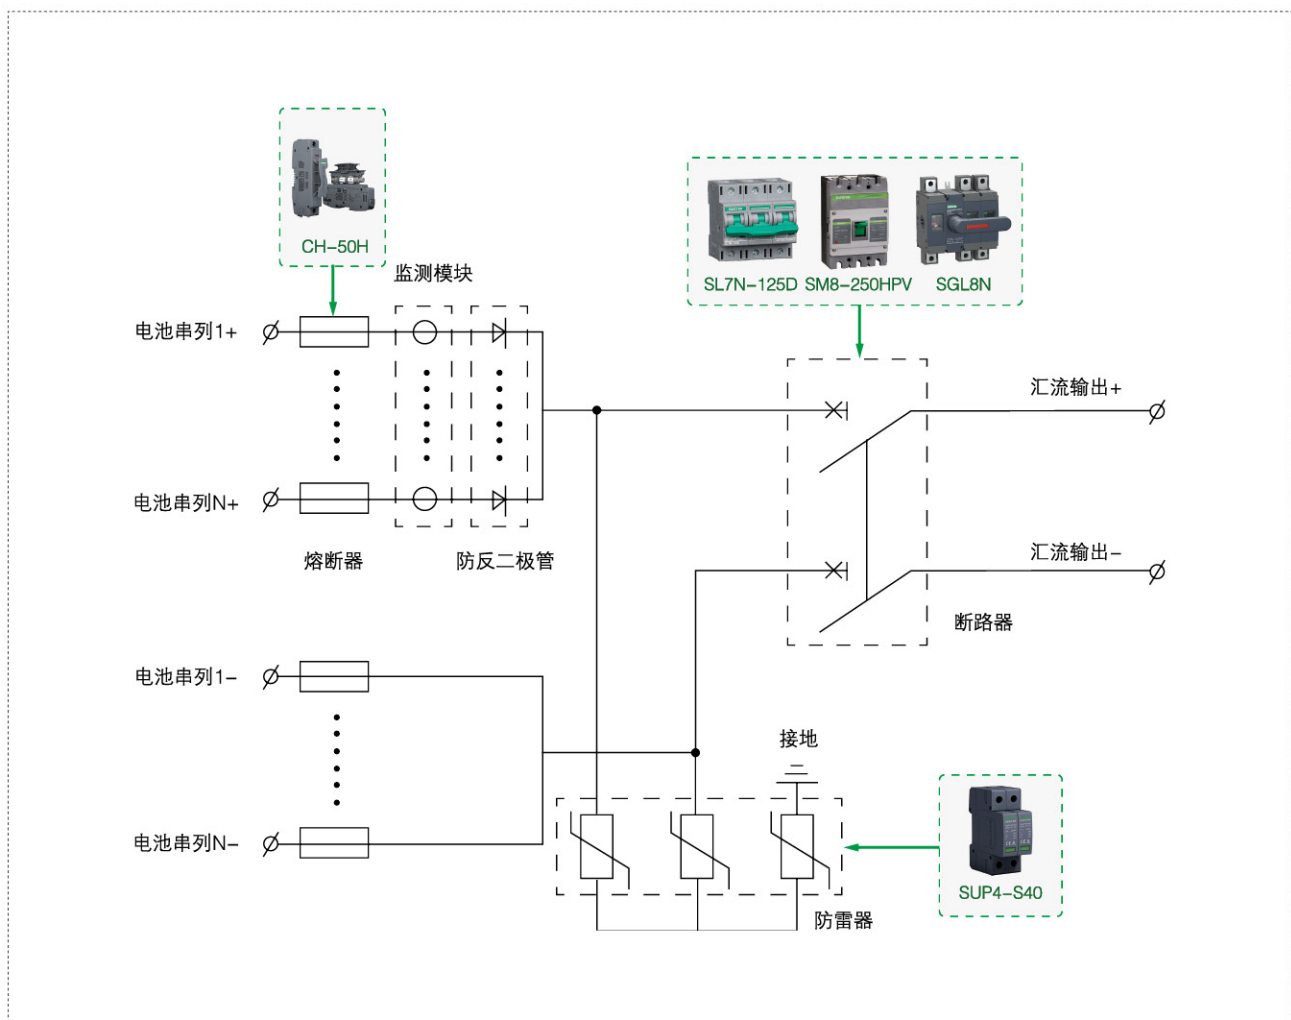 CH-50H
监测模块
SL7N-125D SM8-250HPV SGL8N
电池串列1+
汇流输出+
电池串列N+
熔断器
防反二极管
汇流输出-
断路器
电池串列1-
接地
电池串列N-
SUP4-S40
防雷器